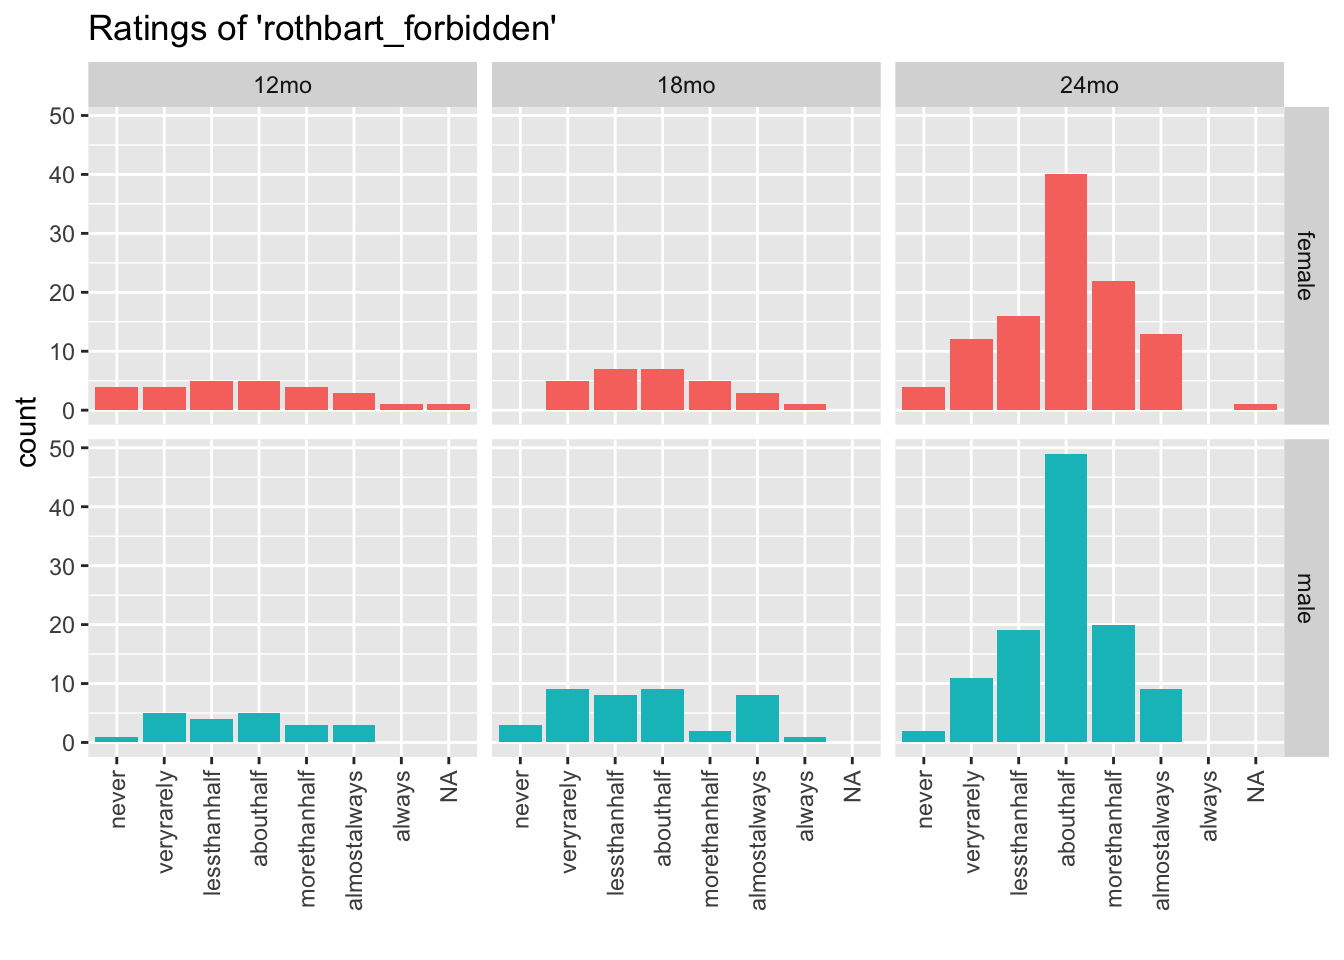 Ratings of 'rothbart_forbidden'
12mo 18mo 24mo
50
40
30
20
10
0
female
count
50
40
30
20
10
0
male
never veryrarely lessthanhalf abouthalf morethanhalf almostalways always NA never veryrarely lessthanhalf abouthalf morethanhalf almostalways always NA never veryrarely lessthanhalf abouthalf morethanhalf almostalways always NA